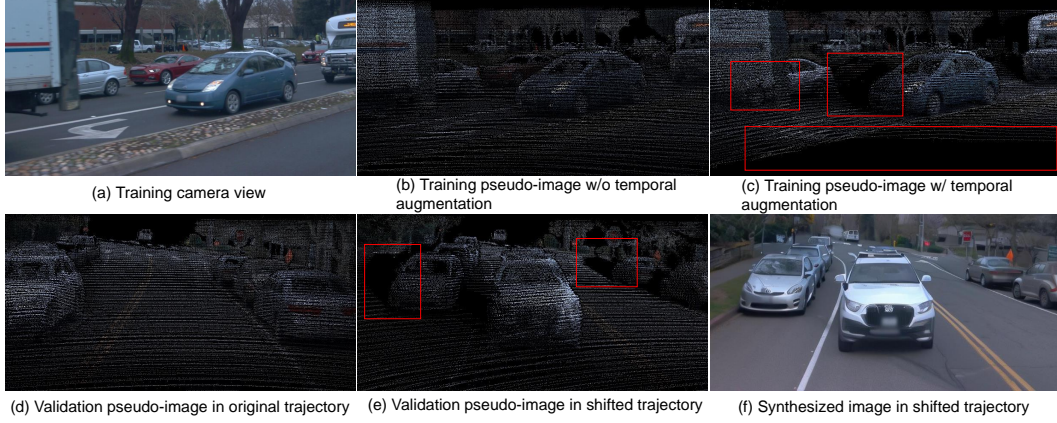 (a) Training camera view
(b) Training pseudo-image w/o temporal
augmentation
(c) Training pseudo-image w/ temporal
augmentation
(d) Validation pseudo-image in original trajectory
(e) Validation pseudo-image in shifted trajectory
(f) Synthesized image in shifted trajectory